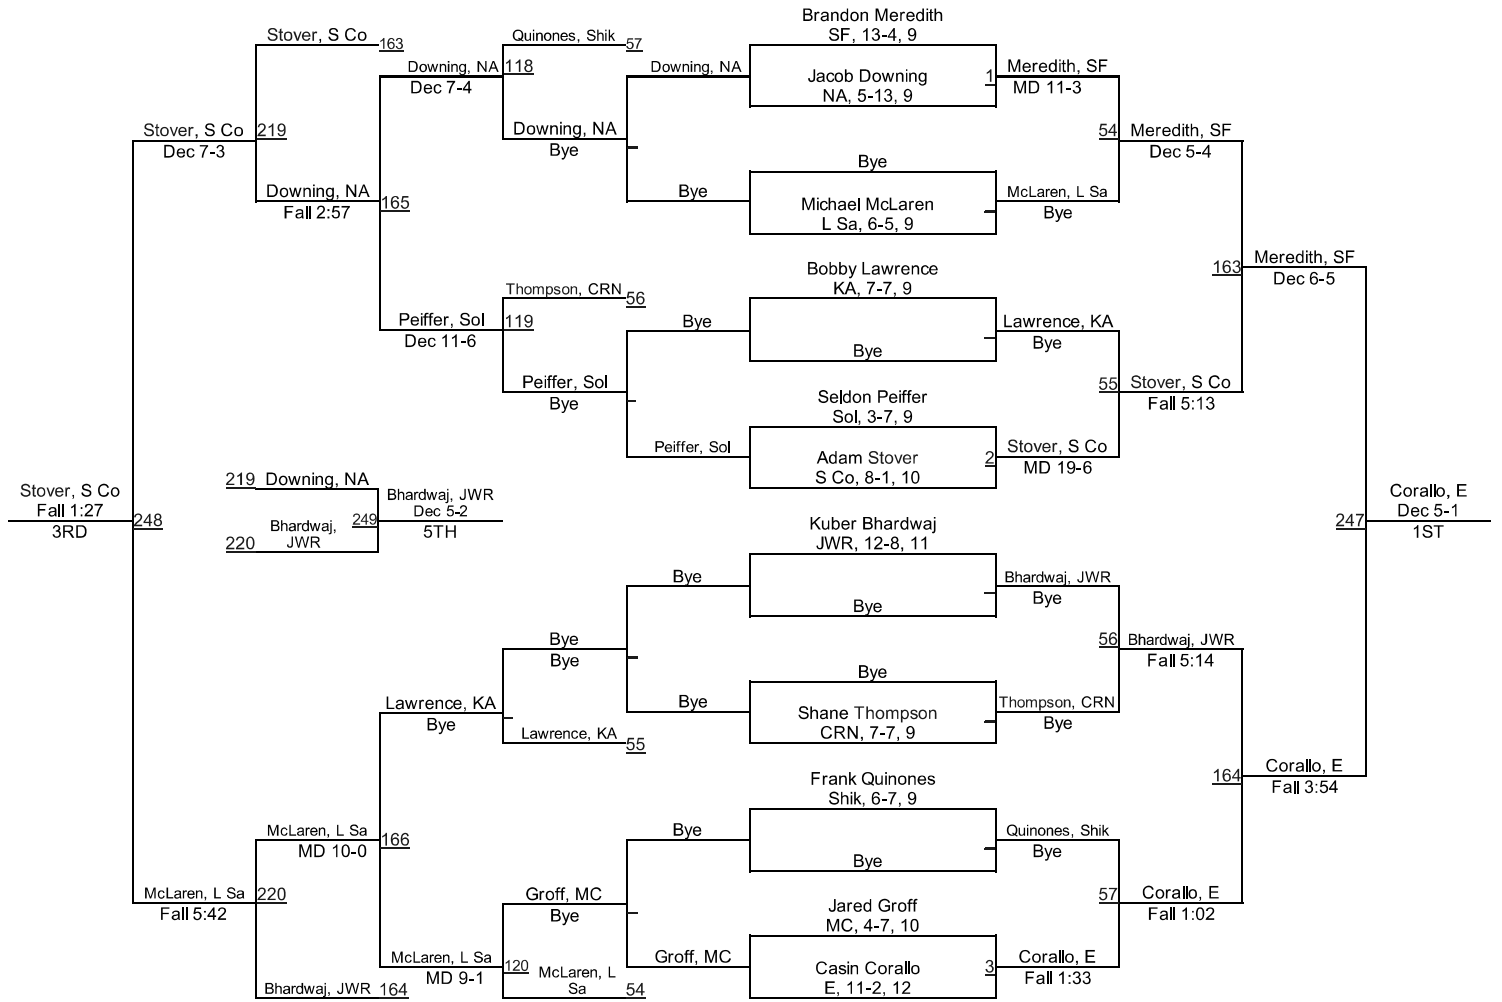 Brandon Meredith
SF, 13-4, 9
Stover, S Co
163
Quinones, Shik
57
Downing, NA
118
Dec 7-4
Downing, NA
Jacob Downing
NA, 5-13, 9
1
Meredith, SF
MD 11-3
Stover, S Co
219
Dec 7-3
Downing, NA
Bye
54
Meredith, SF
Dec 5-4
Bye
Downing, NA
165
Fall 2:57
Bye
Michael McLaren
L Sa, 6-5, 9
McLaren, L Sa
Bye
Bobby Lawrence
KA, 7-7, 9
163
Meredith, SF
Dec 6-5
Thompson, CRN
56
Peiffer, Sol
119
Dec 11-6
Bye
Bye
Lawrence, KA
Bye
Peiffer, Sol
Bye
55
Stover, S Co
Fall 5:13
Seldon Peiffer
Sol, 3-7, 9
Peiffer, Sol
Adam Stover
S Co, 8-1, 10
2
Stover, S Co
MD 19-6
219
Downing, NA
Stover, S Co
Fall 1:27
3RD
248
220
Bhardwaj,
JWR
249
Bhardwaj, JWR
Dec 5-2
5TH
247
Corallo, E
Dec 5-1
1ST
Kuber Bhardwaj
JWR, 12-8, 11
Bye
Bye
Bhardwaj, JWR
Bye
Bye
Bye
56
Bhardwaj, JWR
Fall 5:14
Bye
Lawrence, KA
Bye
Bye
Shane Thompson
CRN, 7-7, 9
Thompson, CRN
Bye
Lawrence, KA
55
Frank Quinones
Shik, 6-7, 9
164
Corallo, E
Fall 3:54
McLaren, L Sa
166
MD 10-0
Bye
Bye
Quinones, Shik
Bye
McLaren, L Sa
220
Fall 5:42
Groff, MC
Bye
57
Corallo, E
Fall 1:02
Jared Groff
MC, 4-7, 10
McLaren, L Sa
120
MD 9-1
Groff, MC
Casin Corallo
E, 11-2, 12
3
Corallo, E
Fall 1:33
Bhardwaj, JWR
164
McLaren, L
Sa
54